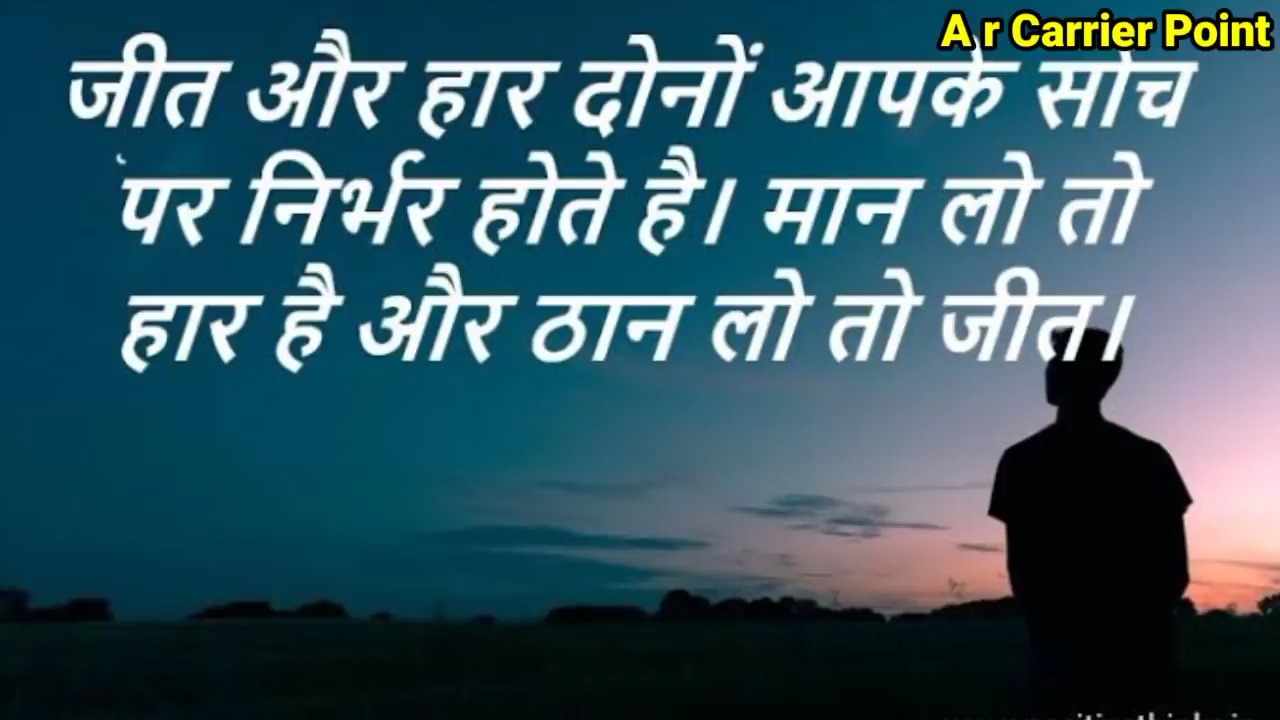 A r Carrier Point
जीत और हार दोनों आपके सोच
पर निर्भर होते है। मान लो तो
हार है और ठान लो तो जीत।